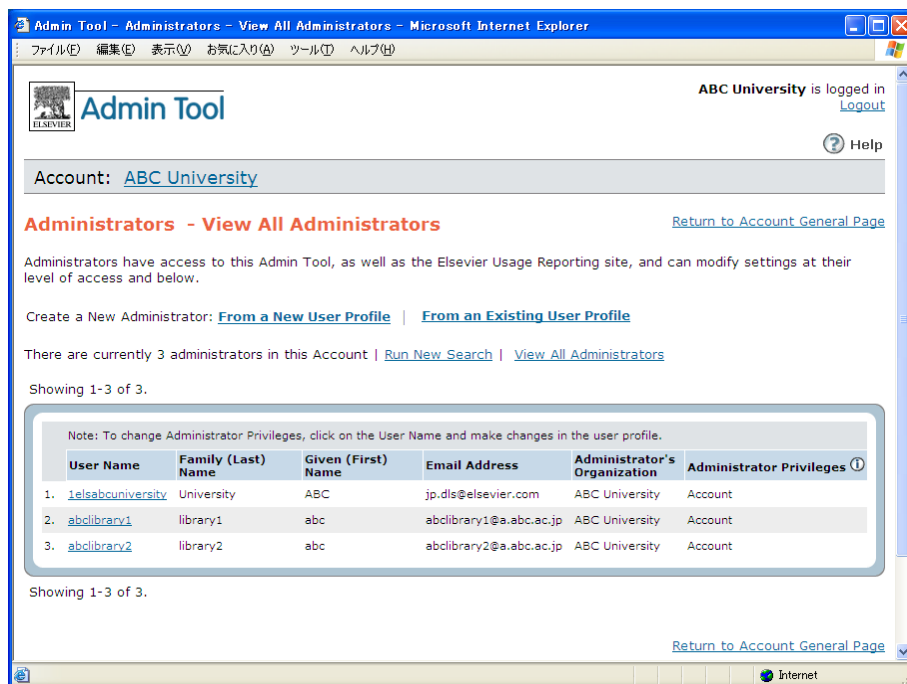 Admin Tool - Administrators - View All Administrators - Microsoft Internet Explorer
ファイル(F) 編集(E) 表示(V) お気に入り(A) ツール(T) ヘルプ(H)
ELSEVIER
Admin Tool
ABC University is logged in
Logout
? Help
Account: ABC University
Administrators - View All Administrators
Return to Account General Page
Administrators have access to this Admin Tool, as well as the Elsevier Usage Reporting site, and can modify settings at their
level of access and below.
Create a New Administrator: From a New User Profile | From an Existing User Profile
There are currently 3 administrators in this Account | Run New Search | View All Administrators
Showing 1-3 of 3.
Note: To change Administrator Privileges, click on the User Name and make changes in the user profile.
User Name Family (Last) Name Given (First) Name Email Address Administrator's Organization Administrator Privileges i
1. 1elsabcuniversity University ABC jp.dls@elsevier.com ABC University Account
2. abclibrary1 library1 abc abclibrary1@a.abc.ac.jp ABC University Account
3. abclibrary2 library2 abc abclibrary2@a.abc.ac.jp ABC University Account
Showing 1-3 of 3.
Return to Account General Page
Internet